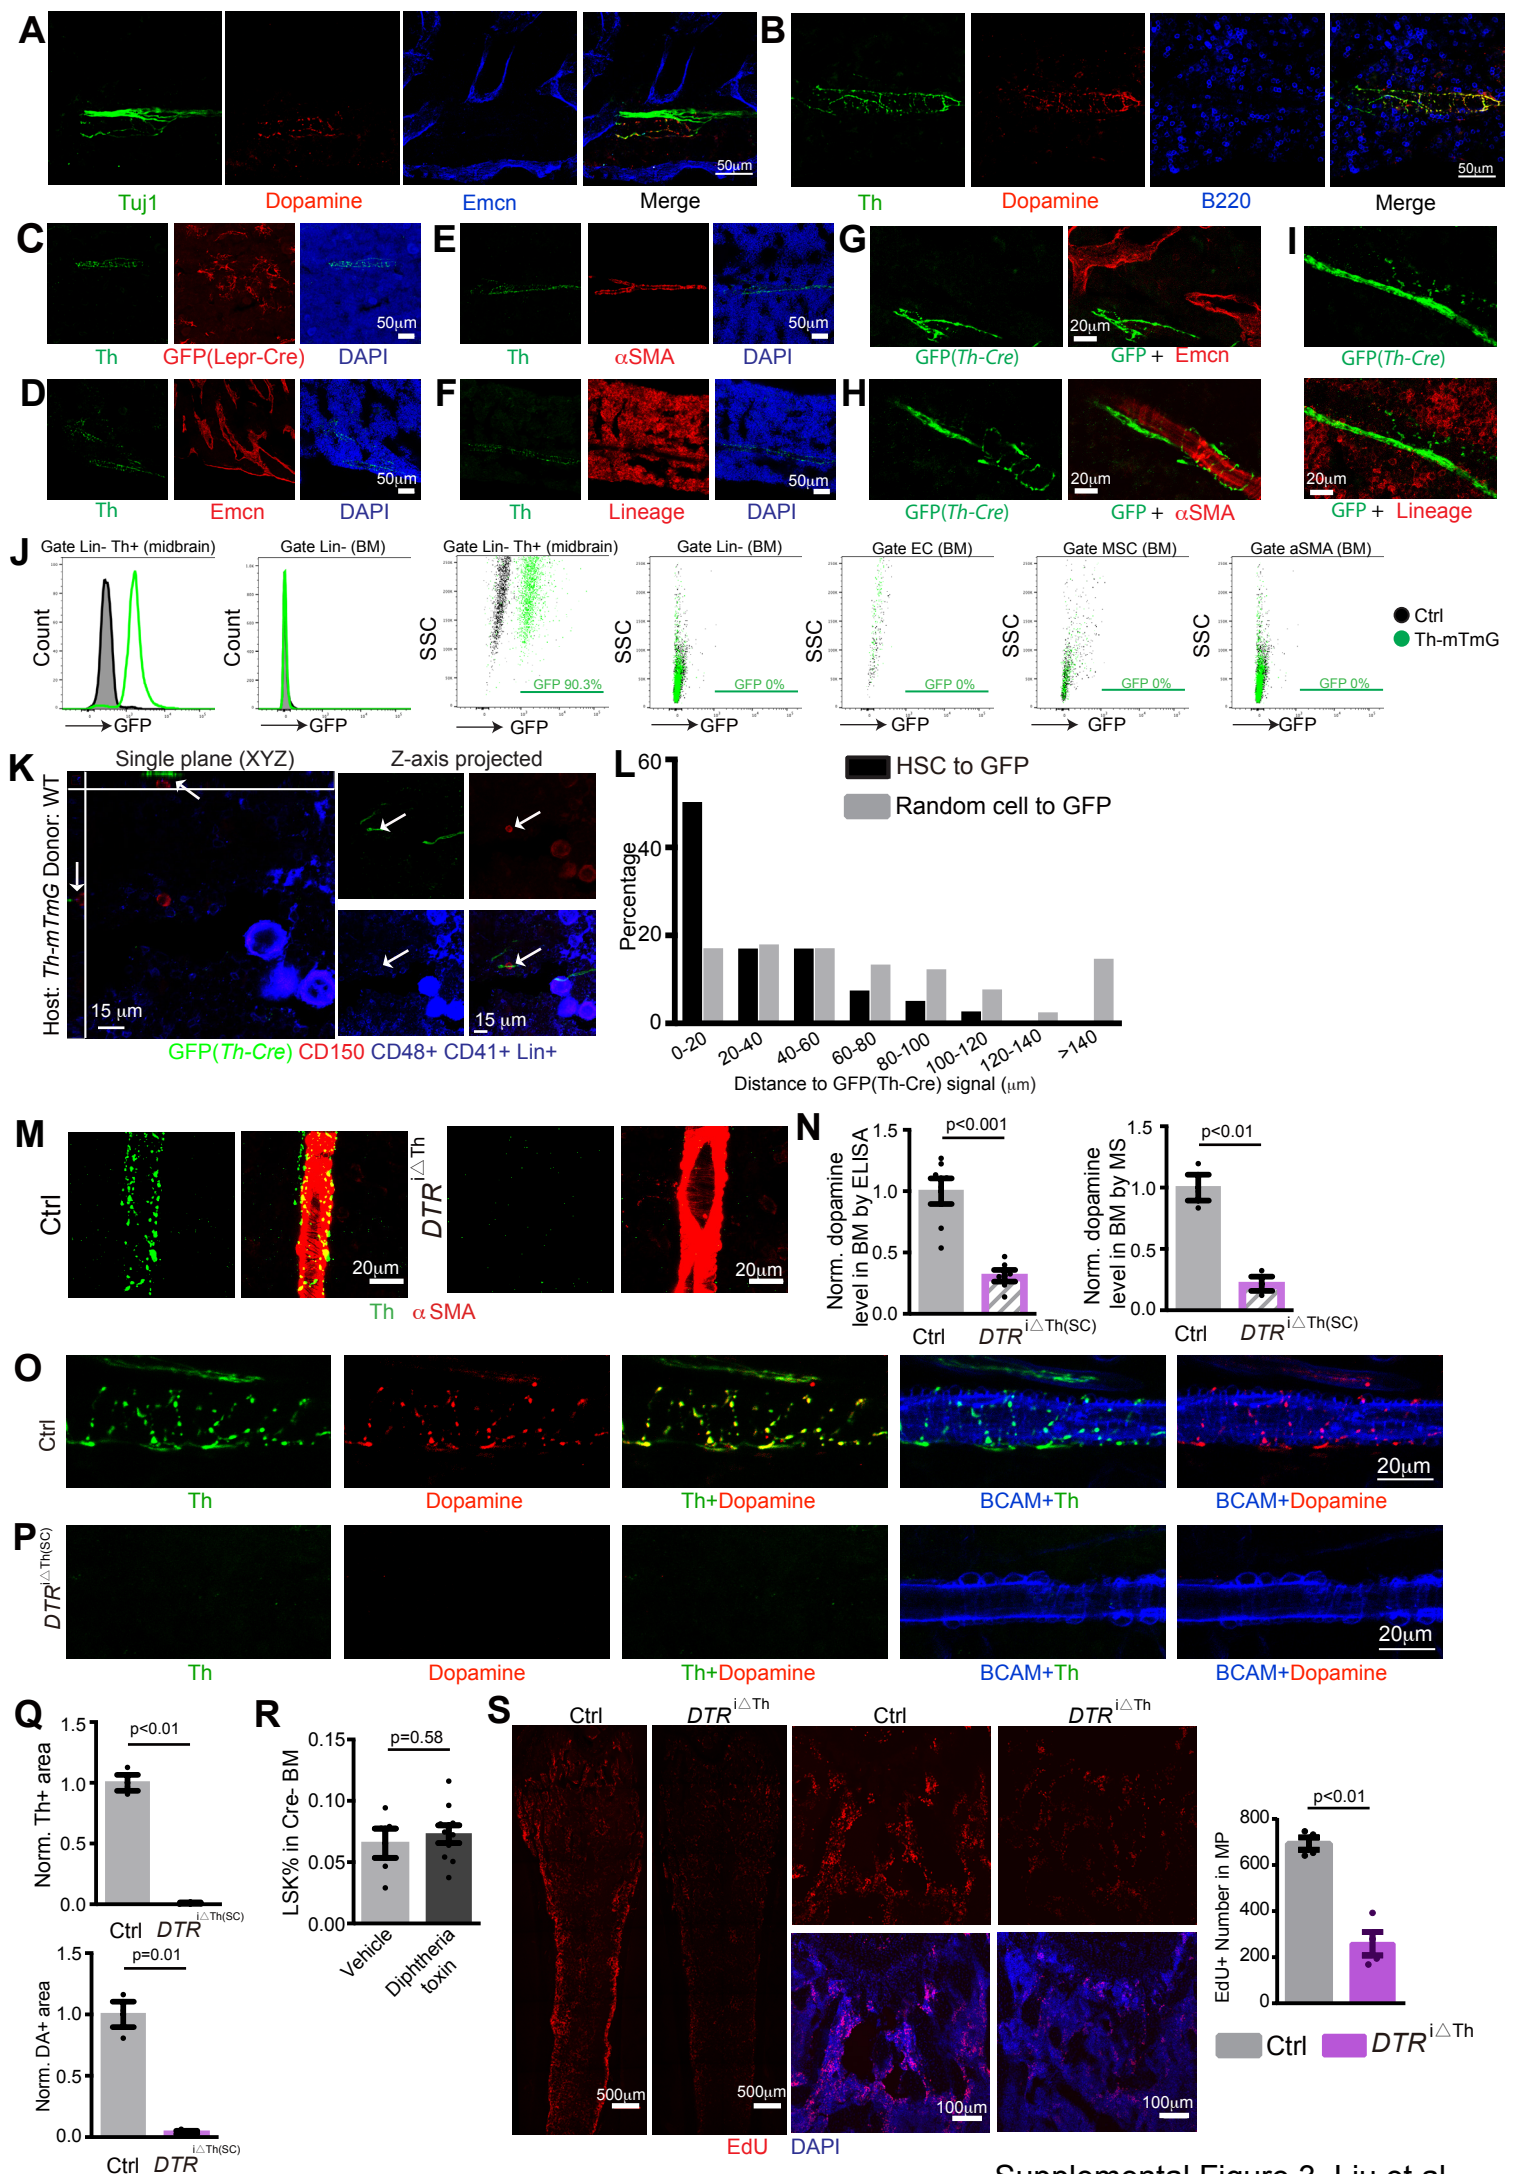 A
B
50μm
50μm
Tuj1 Dopamine Emcn Merge
Th Dopamine B220 Merge
C
E
G
I
50μm
50μm
20μm
Th GFP(Lepr-Cre) DAPI
Th αSMA DAPI
GFP(Th-Cre) GFP + Emcn
GFP(Th-Cre)
D
F
H
50μm
50μm
20μm
20μm
Th Emcn DAPI
Th Lineage DAPI
GFP(Th-Cre) GFP + αSMA
GFP + Lineage
J
Gate Lin- Th+ (midbrain)
Gate Lin- (BM)
Gate Lin- Th+ (midbrain)
Gate Lin- (BM)
Gate EC (BM)
Gate MSC (BM)
Gate aSMA (BM)
Count
Count
SSC
SSC
SSC
SSC
SSC
GFP 90.3%
GFP 0%
GFP 0%
GFP 0%
GFP 0%
GFP
GFP
GFP
GFP
GFP
GFP
GFP
Ctrl
Th-mTmG
K
Host: Th-mTmG Donor: WT
Single plane (XYZ)
Z-axis projected
15 μm
15 μm
GFP(Th-Cre) CD150 CD48+ CD41+ Lin+
L
HSC to GFP
Random cell to GFP
Percentage
60
40
20
0
0-20
20-40
40-60
60-80
80-100
100-120
120-140
>140
Distance to GFP(Th-Cre) signal (μm)
M
Ctrl
20μm
DTR i△Th
20μm
Th αSMA
N
Norm. dopamine
level in BM by ELISA
1.5
1.0
0.5
0.0
p<0.001
Ctrl DTR i△Th(SC)
Norm. dopamine
level in BM by MS
1.5
1.0
0.5
0.0
p<0.01
Ctrl DTR i△Th(SC)
O
Ctrl
20μm
Th Dopamine Th+Dopamine BCAM+Th BCAM+Dopamine
P
DTR i△Th(SC)
20μm
Th Dopamine Th+Dopamine BCAM+Th BCAM+Dopamine
Q
Norm. Th+ area
1.5
1.0
0.5
0.0
p<0.01
Ctrl DTR i△Th(SC)
Norm. DA+ area
1.5
1.0
0.5
0.0
p=0.01
Ctrl DTR i△Th(SC)
R
LSK% in Cre- BM
0.15
0.10
0.05
0.00
p=0.58
Vehicle
Diphtheria
toxin
S
Ctrl DTR i△Th Ctrl DTR i△Th
500μm
500μm
100μm
100μm
EdU DAPI
EdU+ Number in MP
800
600
400
200
0
p<0.01
Ctrl DTR i△Th
Supplemental Figure 3. Liu et al